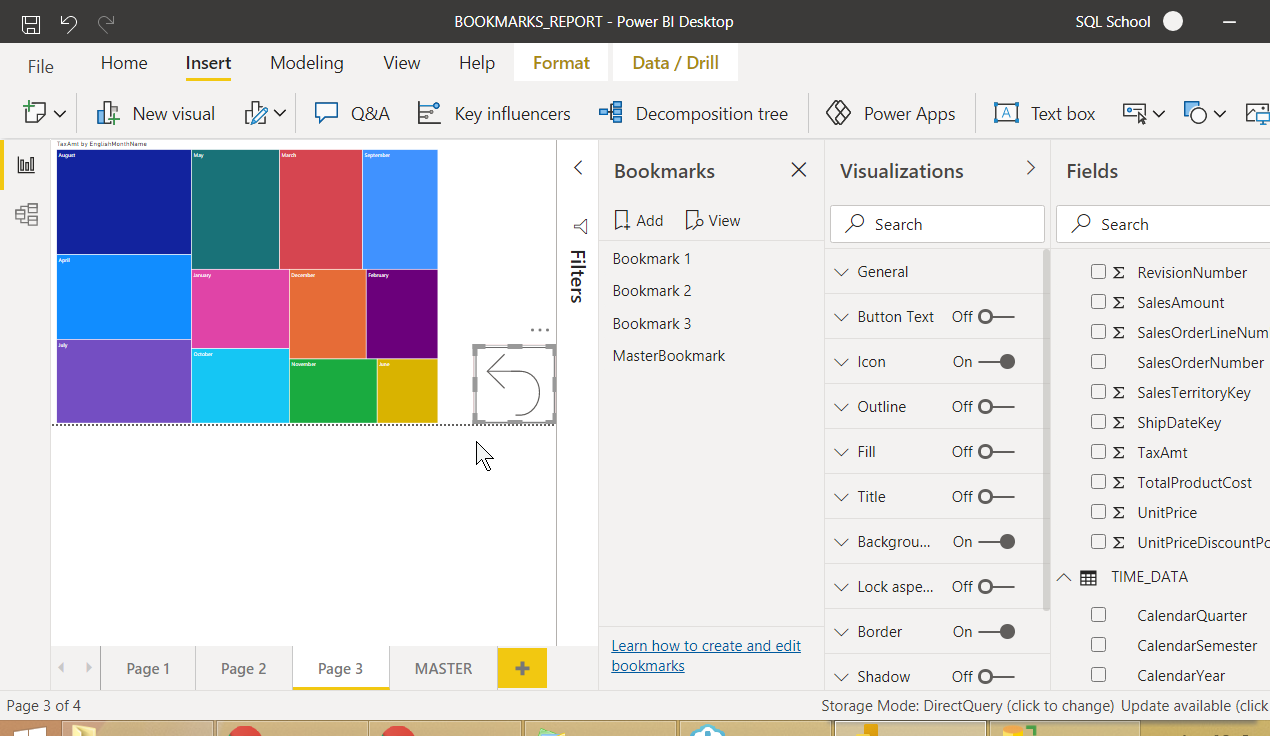 BOOKMARKS_REPORT - Power BI Desktop
SQL School
File Home Insert Modeling View Help Format Data / Drill
New visual Q&A Key influencers Decomposition tree Power Apps Text box
TaxAmt by EnglishMonthName
August May March September
April
January December February
July
October
November June
Filters
Bookmarks
Add View
Bookmark 1
Bookmark 2
Bookmark 3
MasterBookmark
Learn how to create and edit
bookmarks
Visualizations
Search
General
Button Text Off
Icon On
Outline Off
Fill Off
Title Off
Backgrou... On
Lock aspe... Off
Border On
Shadow Off
Fields
Search
RevisionNumber
SalesAmount
SalesOrderLineNum
SalesOrderNumber
SalesTerritoryKey
ShipDateKey
TaxAmt
TotalProductCost
UnitPrice
UnitPriceDiscountPc
TIME_DATA
CalendarQuarter
CalendarSemester
CalendarYear
Page 1 Page 2 Page 3 MASTER
Page 3 of 4
Storage Mode: DirectQuery (click to change) Update available (click